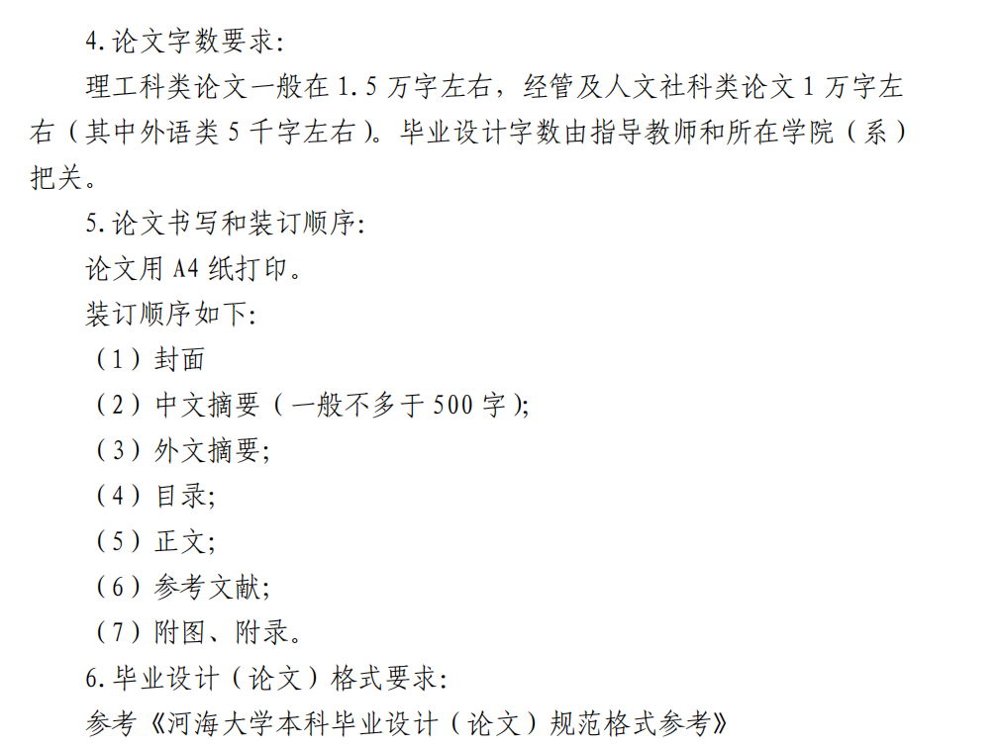 4.论文字数要求：
理工科类论文一般在 1.5 万字左右，经管及人文社科类论文 1 万字左
右（其中外语类 5 千字左右）。毕业设计字数由指导教师和所在学院（系）
把关。
5.论文书写和装订顺序：
论文用 A4 纸打印。
装订顺序如下：
（1）封面
（2）中文摘要（一般不多于 500 字）；
（3）外文摘要；
（4）目录；
（5）正文；
（6）参考文献；
（7）附图、附录。
6.毕业设计（论文）格式要求：
参考《河海大学本科毕业设计（论文）规范格式参考》